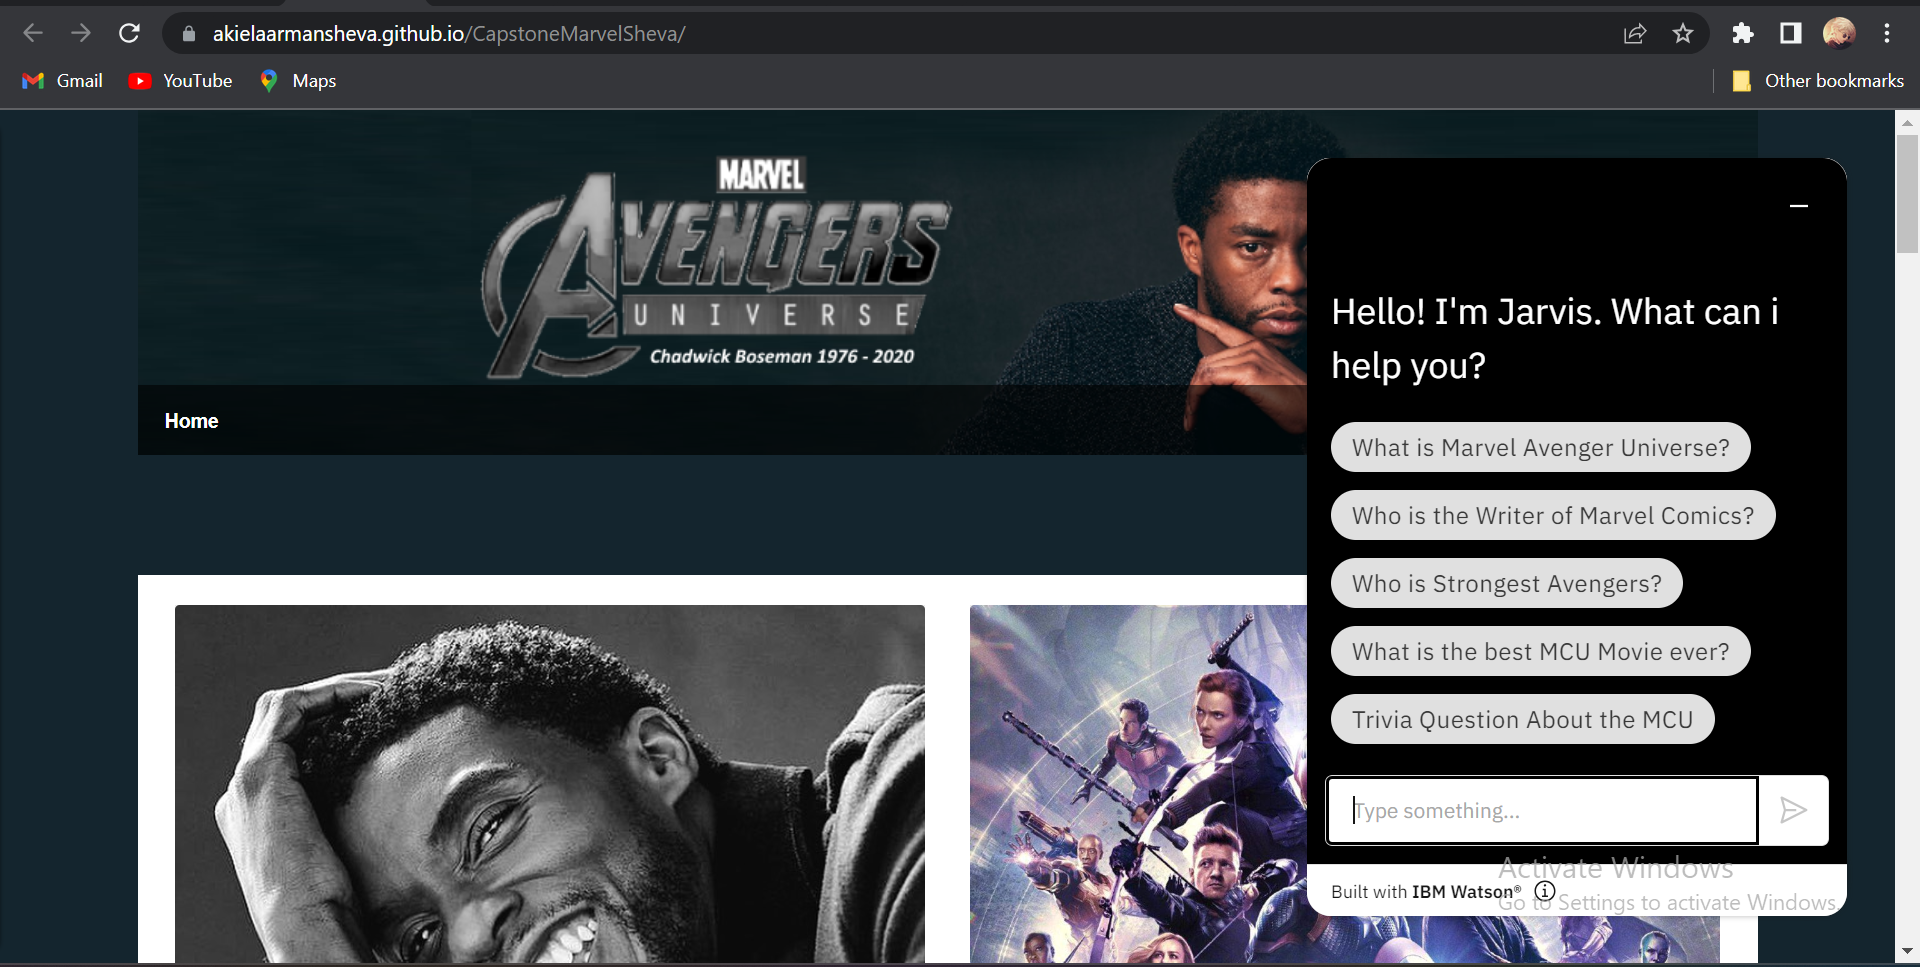 akielaarmansheva.github.io/CapstoneMarvelSheva/
Gmail
YouTube
Maps
Other bookmarks
MARVEL
AVENGERS
UNIVERSE
Chadwick Boseman 1976 - 2020
Home
Hello! I'm Jarvis. What can i
help you?
What is Marvel Avenger Universe?
Who is the Writer of Marvel Comics?
Who is Strongest Avengers?
What is the best MCU Movie ever?
Trivia Question About the MCU
Type something...
Built with IBM Watson®
Activate Windows
Go to Settings to activate Windows.